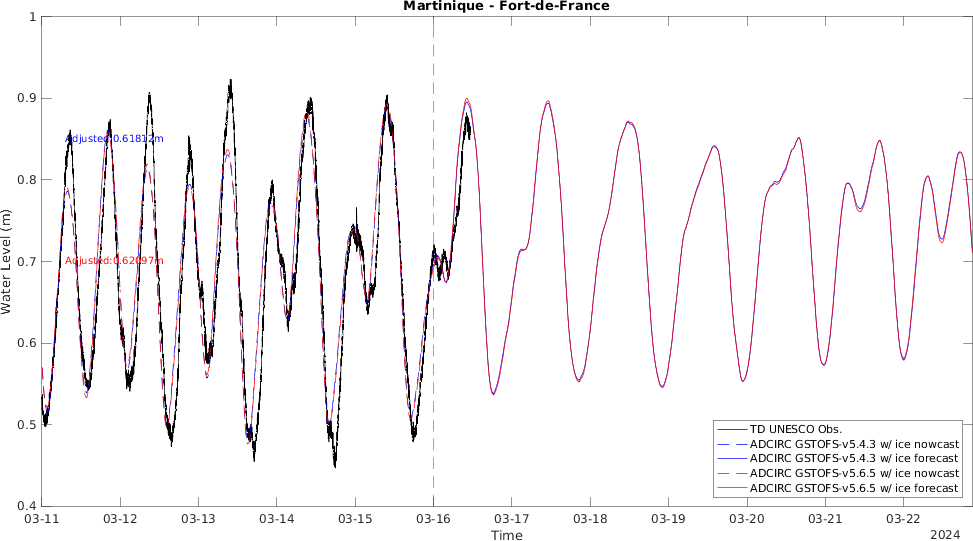 Martinique - Fort-de-France
1
0.9
0.8
0.7
0.6
0.5
0.4
Water Level (m)
Adjusted:0.61812m
Adjusted:0.62097m
TD UNESCO Obs.
ADCIRC GSTOFS-v5.4.3 w/ ice nowcast
ADCIRC GSTOFS-v5.4.3 w/ ice forecast
ADCIRC GSTOFS-v5.6.5 w/ ice nowcast
ADCIRC GSTOFS-v5.6.5 w/ ice forecast
03-11 03-12 03-13 03-14 03-15 03-16 03-17 03-18 03-19 03-20 03-21 03-22
Time
2024